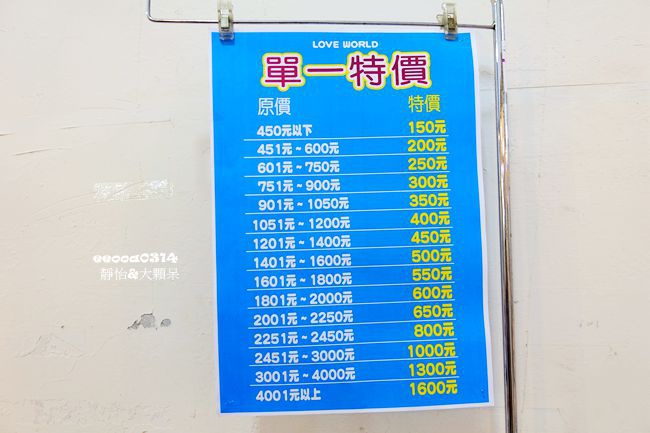 LOVE WORLD
單一特價
原價 特價
450元以下 150元
451元~600元 200元
601元~750元 250元
751元~900元 300元
901元~1050元 350元
1051元~1200元 400元
1201元~1400元 450元
1401元~1600元 500元
1601元~1800元 550元
1801元~2000元 600元
2001元~2250元 650元
2251元~2450元 800元
2451元~3000元 1000元
3001元~4000元 1300元
4001元以上 1600元
eecca0314
靜怡&大顆呆